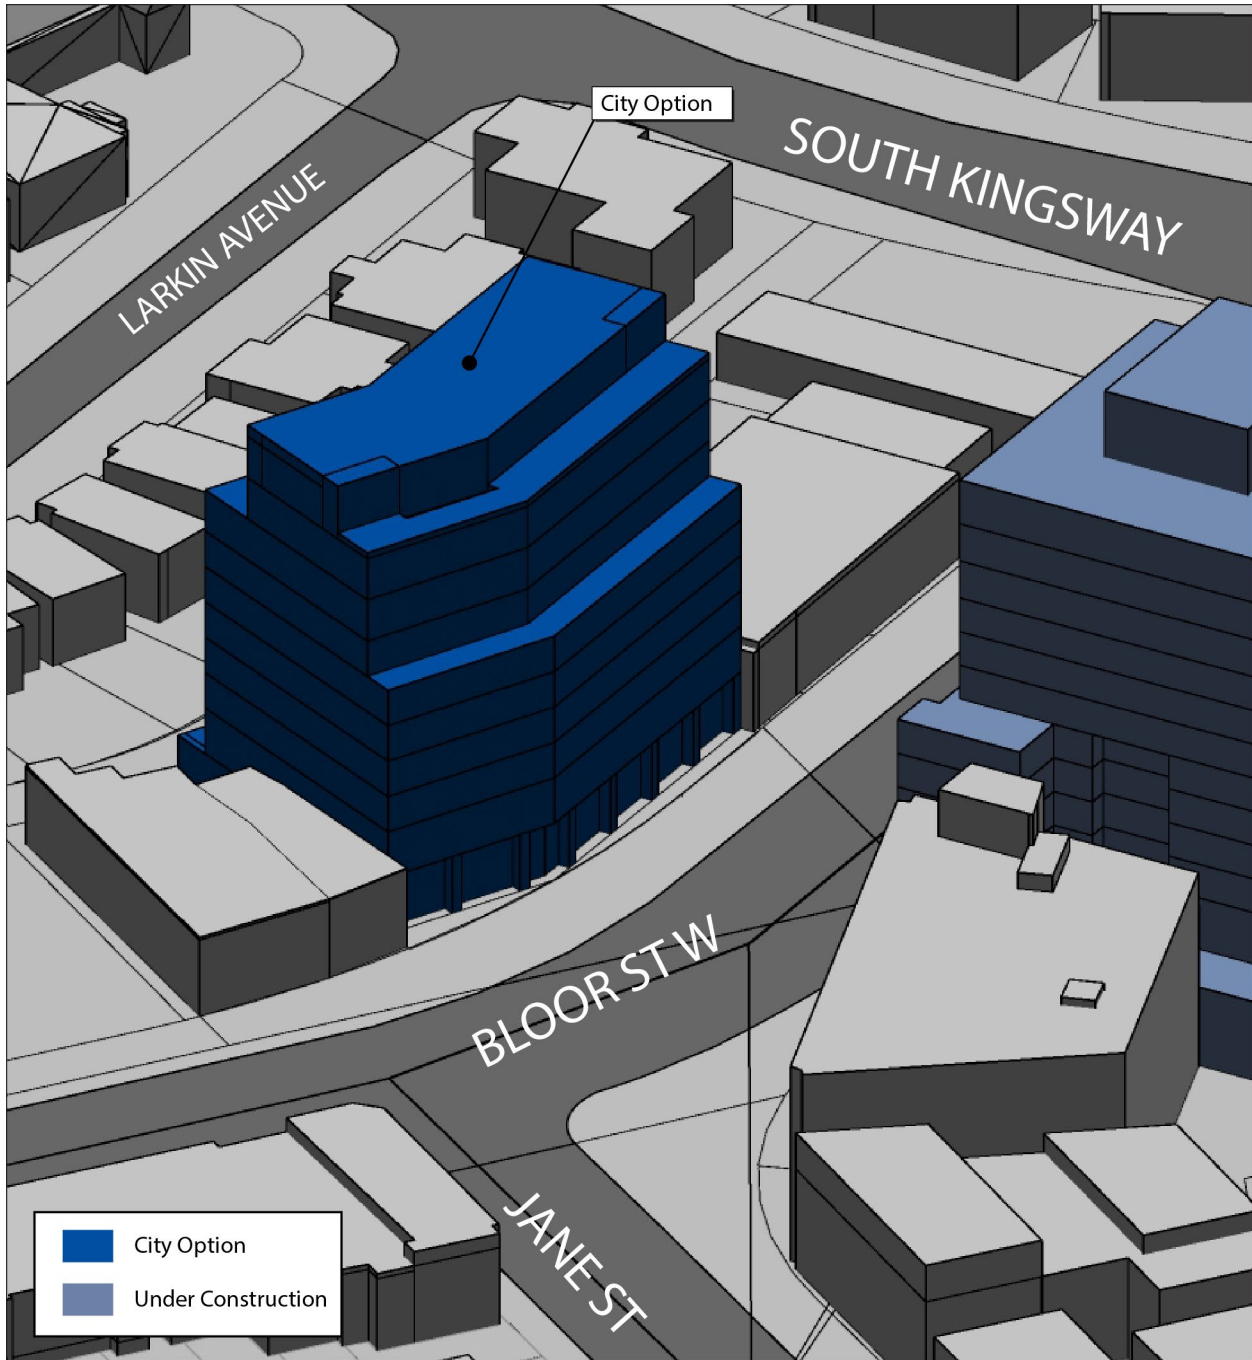 City Option
SOUTH KINGSWAY
LARKIN AVENUE
BLOOR ST W
JANE ST
City Option
Under Construction